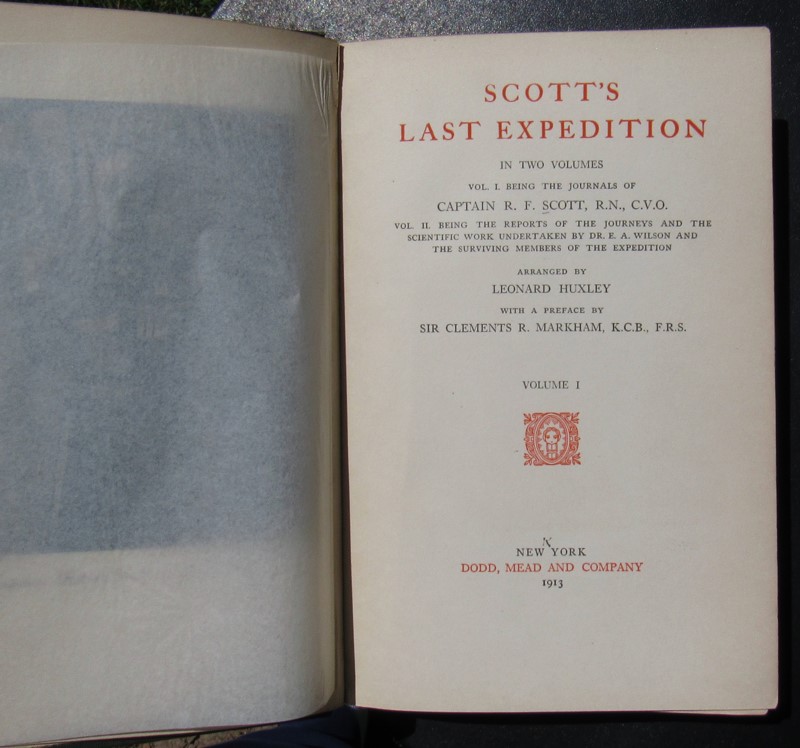 SCOTT'S
LAST EXPEDITION
IN TWO VOLUMES
VOL. I. BEING THE JOURNALS OF
CAPTAIN R. F. SCOTT, R.N., C.V.O.
VOL. II. BEING THE REPORTS OF THE JOURNEYS AND THE
SCIENTIFIC WORK UNDERTAKEN BY DR. E. A. WILSON AND
THE SURVIVING MEMBERS OF THE EXPEDITION
ARRANGED BY
LEONARD HUXLEY
WITH A PREFACE BY
SIR CLEMENTS R. MARKHAM, K.C.B., F.R.S.
VOLUME I
NEW YORK
DODD, MEAD AND COMPANY
1913